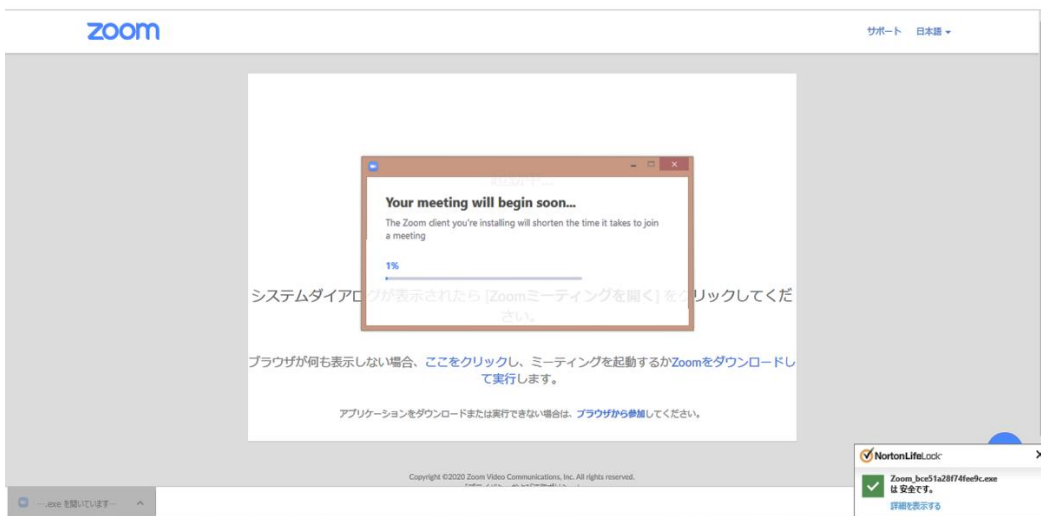 zoom
サポート 日本語
Your meeting will begin soon...
The Zoom client you're installing will shorten the time it takes to join
a meeting
1%
システムダイアログが表示されたら [Zoomミーティングを開く] をクリックしてくだ
さい。
ブラウザが何も表示しない場合、ここをクリックし、ミーティングを起動するかZoomをダウンロードし
て実行します。
アプリケーションをダウンロードまたは実行できない場合は、ブラウザから参加してください。
Copyright ©2020 Zoom Video Communications, Inc. All rights reserved.
NortonLifeLock
Zoom_bce51a28f74fee9c.exe
は 安全です。
詳細を表示する
....exe を開いています...